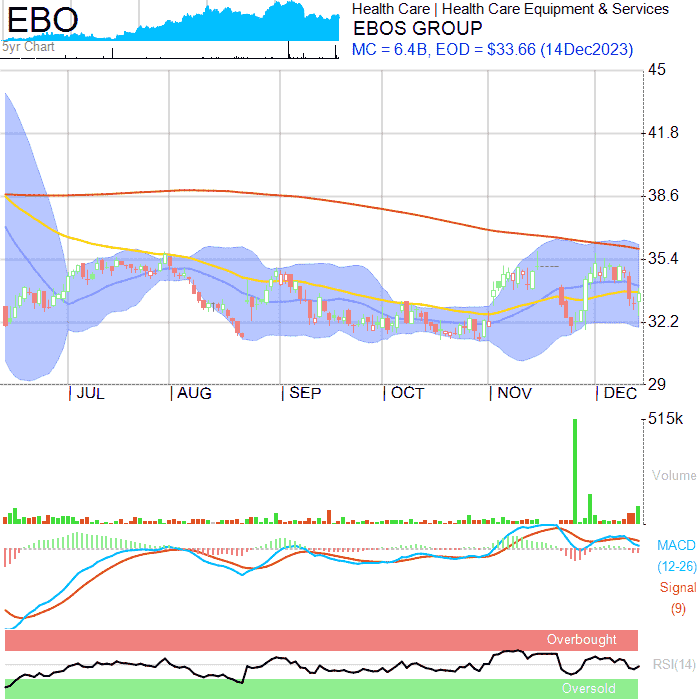 EBO
Health Care | Health Care Equipment & Services
EBOS GROUP
MC = 6.4B, EOD = $33.66 (14Dec2023)
5yr Chart
45
41.8
38.6
35.4
32.2
29
JUL AUG SEP OCT NOV DEC
515k
Volume
MACD
(12-26)
Signal
(9)
Overbought
RSI(14)
Oversold